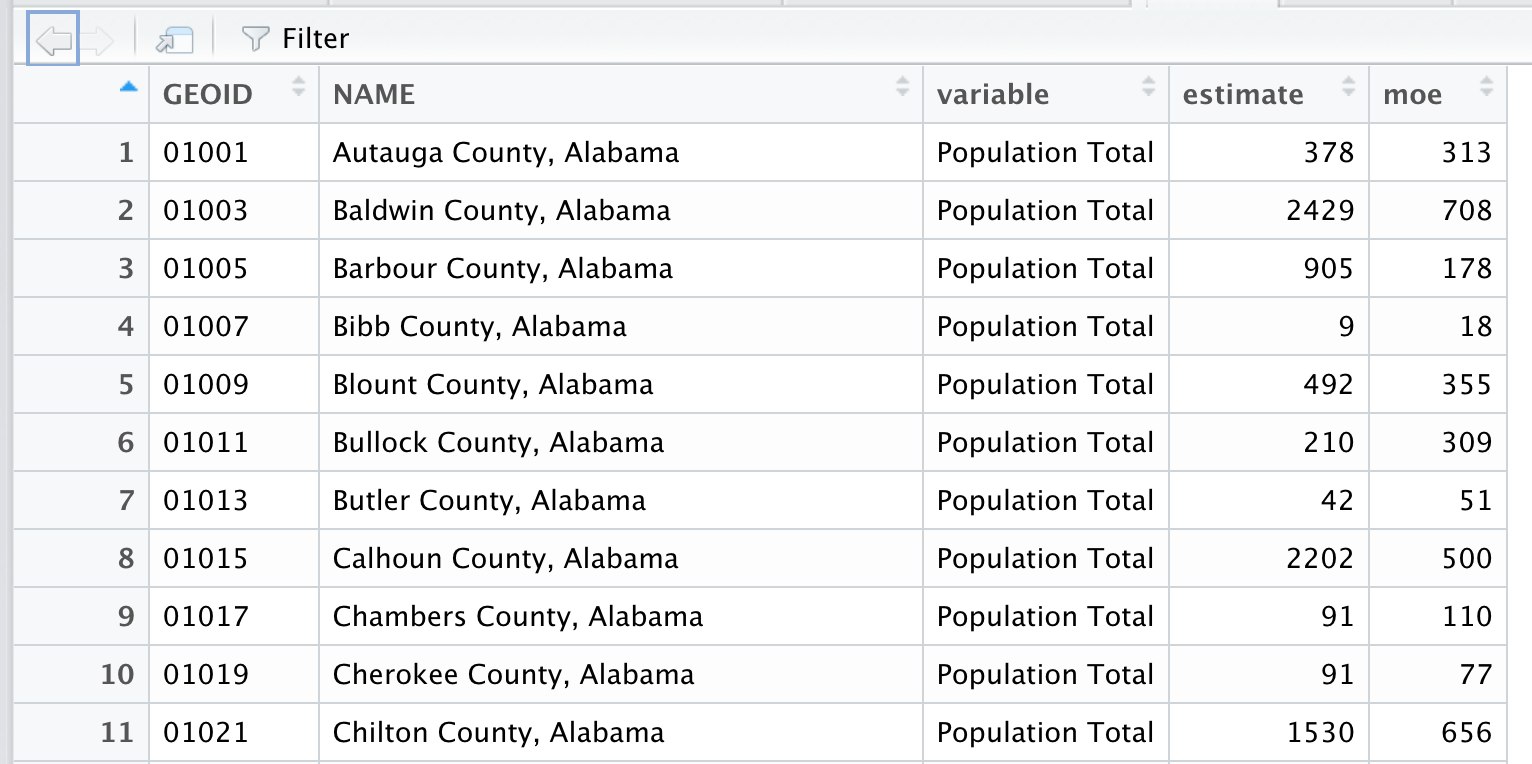 Filter
GEOID NAME variable estimate moe
1 01001 Autauga County, Alabama Population Total 378 313
2 01003 Baldwin County, Alabama Population Total 2429 708
3 01005 Barbour County, Alabama Population Total 905 178
4 01007 Bibb County, Alabama Population Total 9 18
5 01009 Blount County, Alabama Population Total 492 355
6 01011 Bullock County, Alabama Population Total 210 309
7 01013 Butler County, Alabama Population Total 42 51
8 01015 Calhoun County, Alabama Population Total 2202 500
9 01017 Chambers County, Alabama Population Total 91 110
10 01019 Cherokee County, Alabama Population Total 91 77
11 01021 Chilton County, Alabama Population Total 1530 656